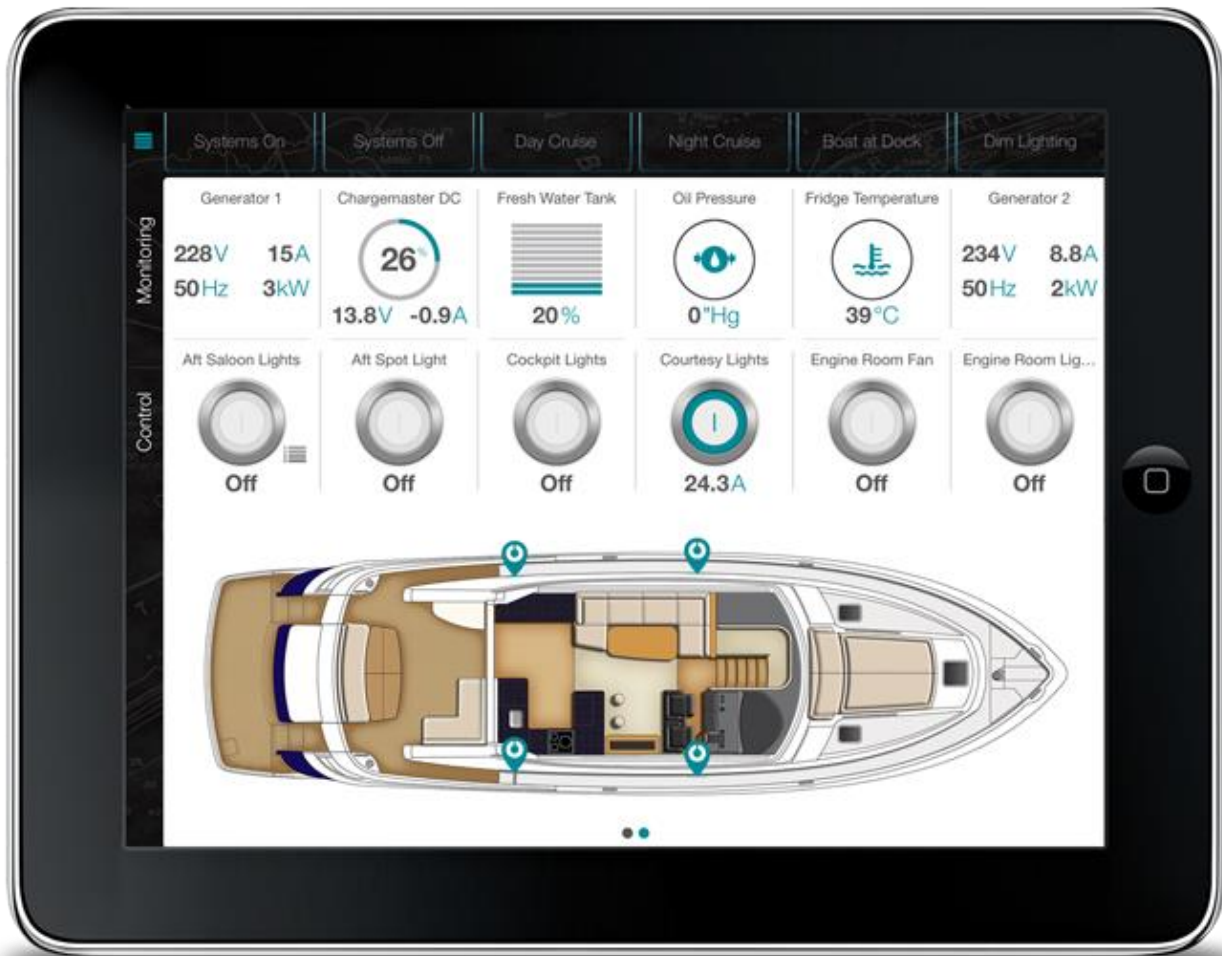 Systems On
Systems Off
Day Cruise
Night Cruise
Boat at Dock
Dim Lighting
Monitoring
Generator 1
228V 15A
50Hz 3kW
Chargemaster DC
26%
13.8V -0.9A
Fresh Water Tank
20%
Oil Pressure
0"Hg
Fridge Temperature
39°C
Generator 2
234V 8.8A
50Hz 2kW
Control
Aft Saloon Lights
Off
Aft Spot Light
Off
Cockpit Lights
Off
Courtesy Lights
24.3A
Engine Room Fan
Off
Engine Room Lig...
Off